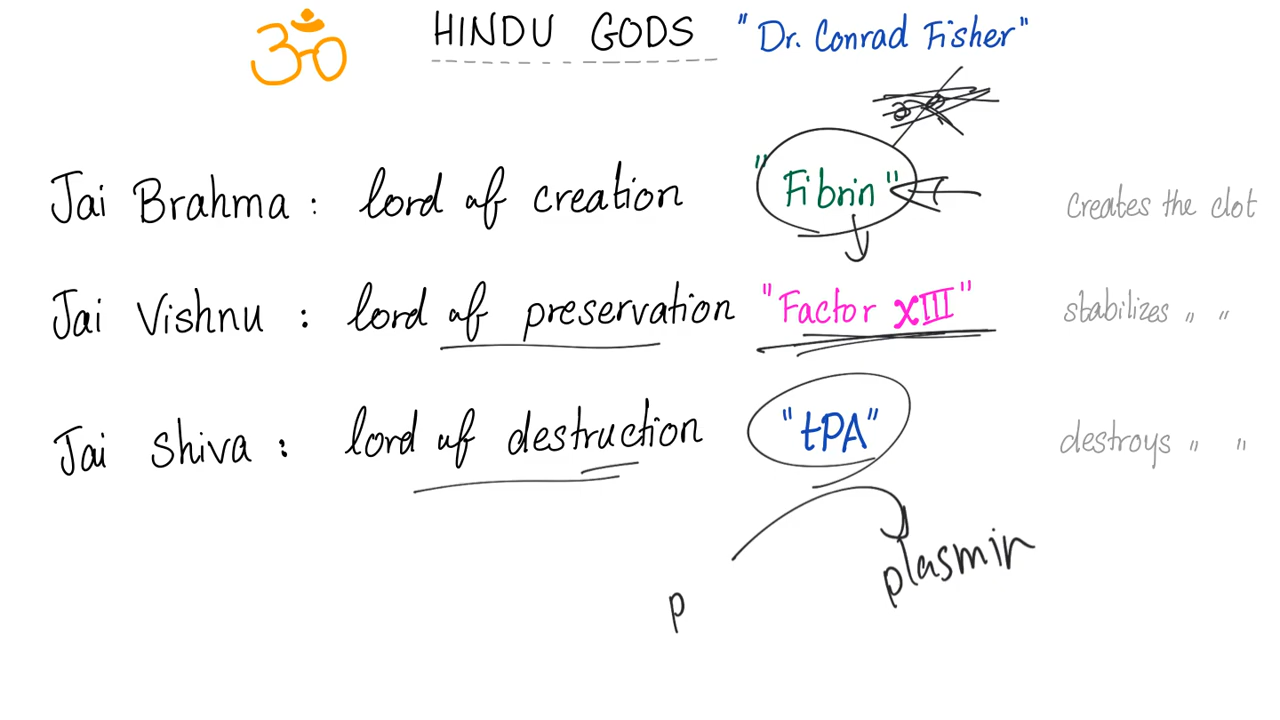 ॐ HINDU GODS "Dr. Conrad Fisher"
Jai Brahma : lord of creation "Fibrin" creates the clot
Jai Vishnu : lord of preservation "Factor XIII" stabilizes " "
Jai Shiva : lord of destruction "tPA" destroys " "
plasmin
p